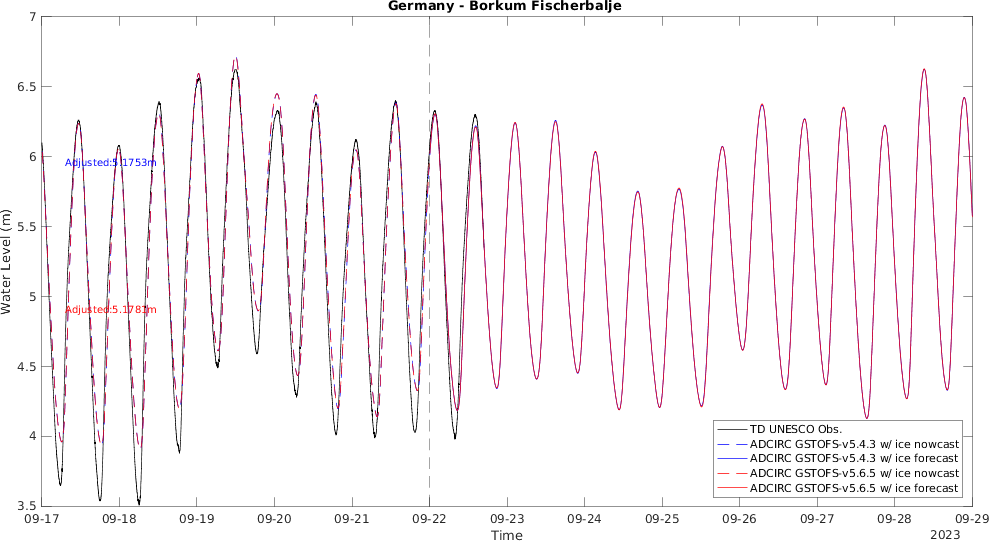 Germany - Borkum Fischerbalje
7
6.5
6
5.5
5
4.5
4
3.5
Water Level (m)
Adjusted:5.1753m
Adjusted:5.1781m
TD UNESCO Obs.
ADCIRC GSTOFS-v5.4.3 w/ ice nowcast
ADCIRC GSTOFS-v5.4.3 w/ ice forecast
ADCIRC GSTOFS-v5.6.5 w/ ice nowcast
ADCIRC GSTOFS-v5.6.5 w/ ice forecast
09-17 09-18 09-19 09-20 09-21 09-22 09-23 09-24 09-25 09-26 09-27 09-28 09-29
Time
2023